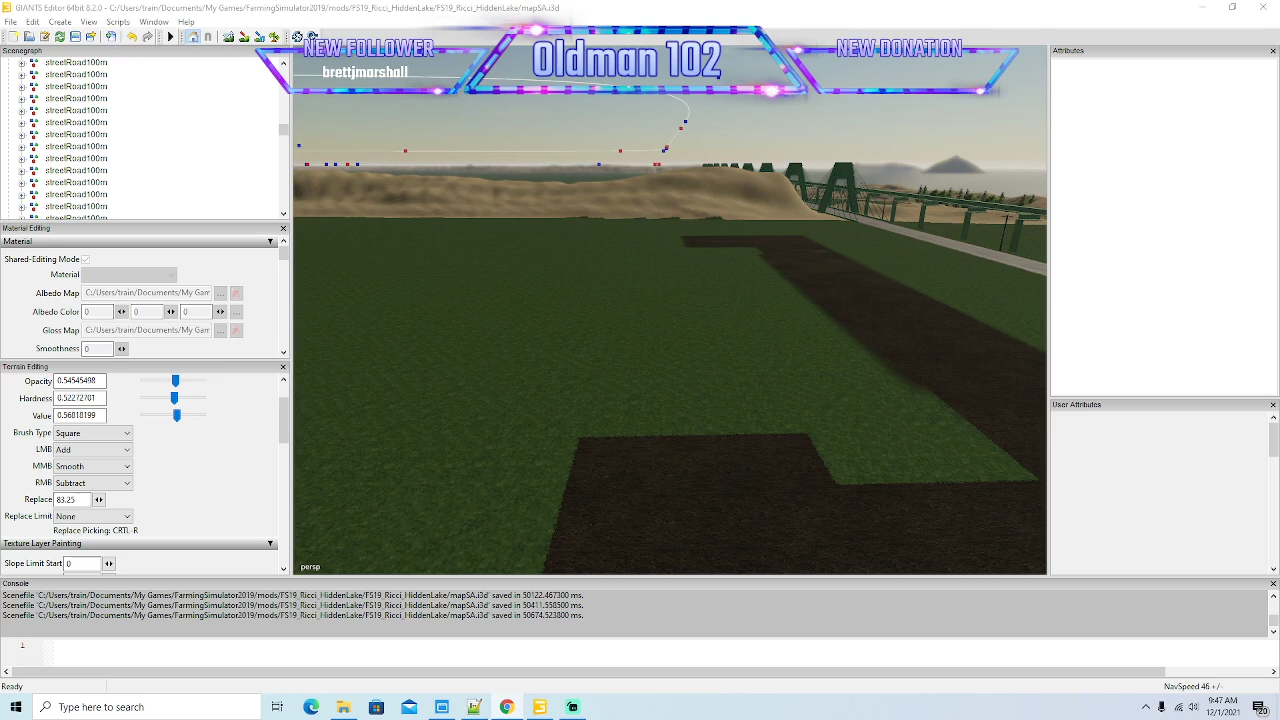 GIANTS Editor 64bit 8.2.0 - C:/Users/train/Documents/My Games/FarmingSimulator2019/mods/FS19_Ricci_HiddenLake/mapSA.i3d
File Edit Create View Scripts Window Help
NEW FOLLOWER
brettjmarshall
Oldman 102
NEW DONATION
Scenegraph
streetRoad100m
streetRoad100m
streetRoad100m
streetRoad100m
streetRoad100m
streetRoad100m
streetRoad100m
streetRoad100m
streetRoad100m
streetRoad100m
streetRoad100m
streetRoad100m
streetRoad100m
streetRoad100m
Material Editing
Material
Shared-Editing Mode
Material
Albedo Map C:/Users/train/Documents/My Gam ...
Albedo Color 0 0 0 ...
Gloss Map C:/Users/train/Documents/My Gam ...
Smoothness 0
Terrain Editing
Opacity 0.54545498
Hardness 0.52272701
Value 0.56818199
Brush Type Square
LMB Add
MMB Smooth
RMB Subtract
Replace 83.25
Replace Limit None
Replace Picking: CRTL-R
Texture Layer Painting
Slope Limit Start 0
persp
Attributes
User Attributes
Console
Scenefile 'C:/Users/train/Documents/My Games/FarmingSimulator2019/mods/FS19_Ricci_HiddenLake/mapSA.i3d' saved in 50122.467300 ms.
Scenefile 'C:/Users/train/Documents/My Games/FarmingSimulator2019/mods/FS19_Ricci_HiddenLake/mapSA.i3d' saved in 50411.558500 ms.
Scenefile 'C:/Users/train/Documents/My Games/FarmingSimulator2019/mods/FS19_Ricci_HiddenLake/mapSA.i3d' saved in 50674.523800 ms.
1
Ready
NavSpeed 46 +/-
Type here to search
9:47 AM
12/1/2021
20